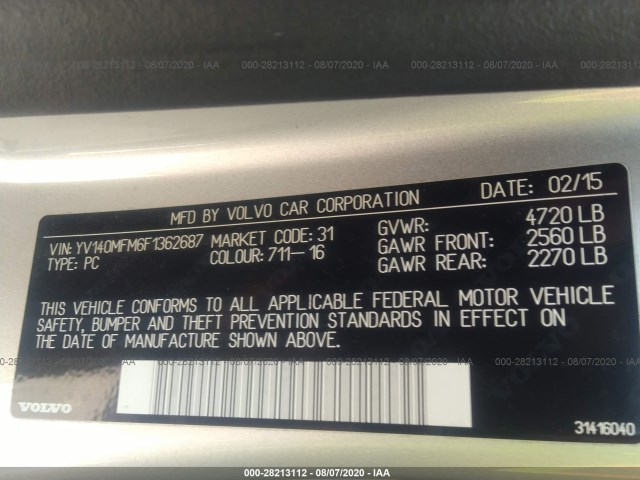 000-28213112 - 08/07/2020 - IAA
MFD BY VOLVO CAR CORPORATION
DATE: 02/15
VIN: YV140MFM6F1362687
MARKET CODE: 31
GVWR: 4720 LB
TYPE: PC
COLOUR: 711-16
GAWR FRONT: 2560 LB
GAWR REAR: 2270 LB
THIS VEHICLE CONFORMS TO ALL APPLICABLE FEDERAL MOTOR VEHICLE
SAFETY, BUMPER AND THEFT PREVENTION STANDARDS IN EFFECT ON
THE DATE OF MANUFACTURE SHOWN ABOVE.
VOLVO
31416040
000-28213112 - 08/07/2020 - IAA